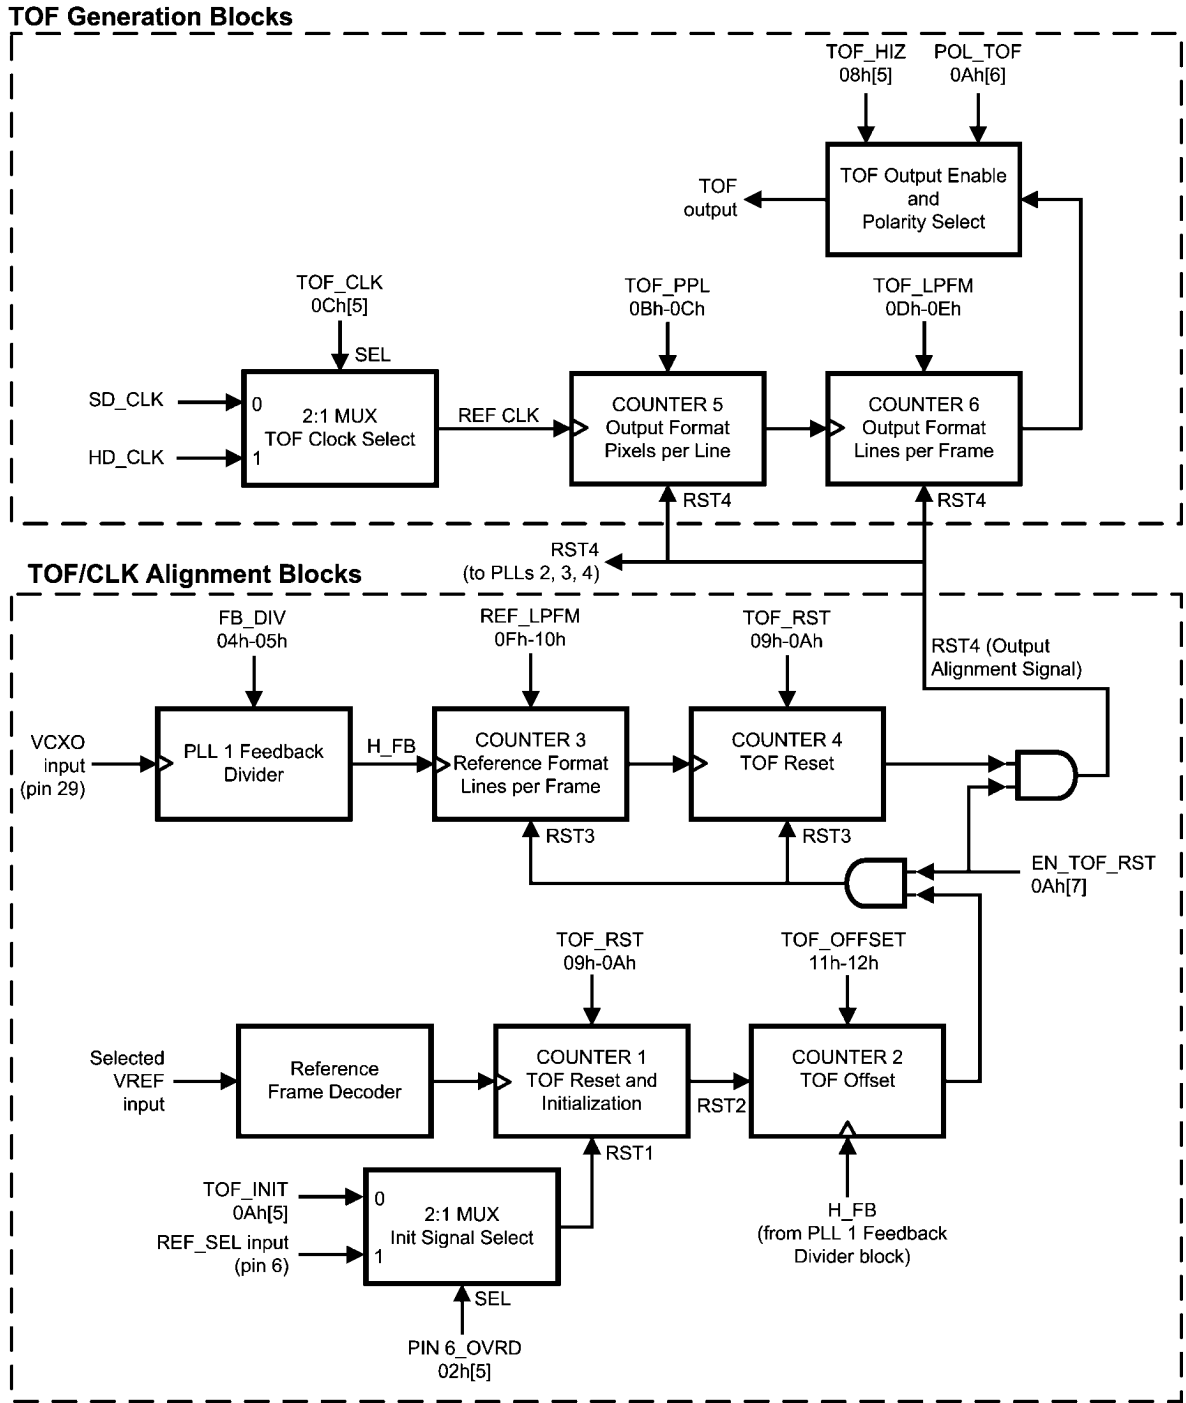 TOF Generation Blocks
TOF_HIZ
08h[5]
POL_TOF
0Ah[6]
TOF Output Enable
and
Polarity Select
TOF
output
TOF_CLK
0Ch[5]
SEL
TOF_PPL
0Bh-0Ch
TOF_LPFM
0Dh-0Eh
SD_CLK
0
2:1 MUX
TOF Clock Select
HD_CLK
1
REF CLK
COUNTER 5
Output Format
Pixels per Line
COUNTER 6
Output Format
Lines per Frame
RST4
RST4
RST4
(to PLLs 2, 3, 4)
TOF/CLK Alignment Blocks
FB_DIV
04h-05h
REF_LPFM
0Fh-10h
TOF_RST
09h-0Ah
RST4 (Output
Alignment Signal)
VCXO
input
(pin 29)
PLL 1 Feedback
Divider
H_FB
COUNTER 3
Reference Format
Lines per Frame
COUNTER 4
TOF Reset
RST3
RST3
EN_TOF_RST
0Ah[7]
TOF_RST
09h-0Ah
TOF_OFFSET
11h-12h
Selected
VREF
input
Reference
Frame Decoder
COUNTER 1
TOF Reset and
Initialization
RST2
COUNTER 2
TOF Offset
RST1
TOF_INIT
0Ah[5]
0
2:1 MUX
Init Signal Select
REF_SEL input
(pin 6)
1
H_FB
(from PLL 1 Feedback
Divider block)
SEL
PIN 6_OVRD
02h[5]